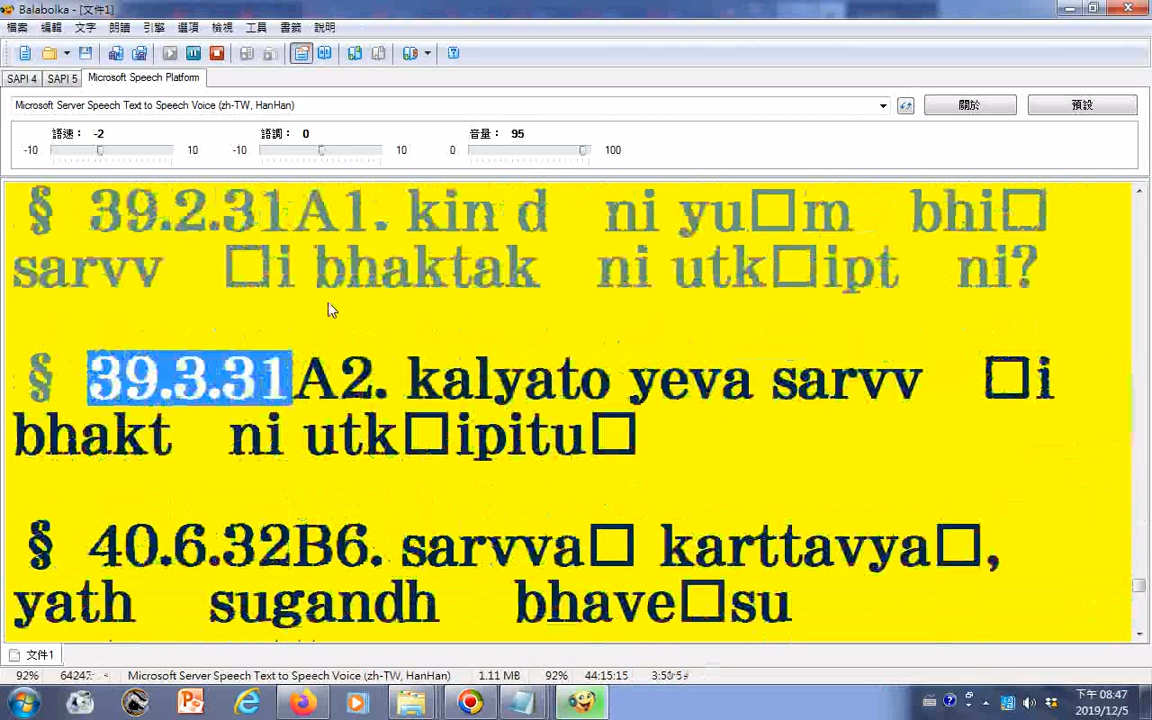 Balabolka - [文件1]
檔案 編輯 文字 朗讀 引擎 選項 檢視 工具 書籤 說明
SAPI 4 SAPI 5 Microsoft Speech Platform
Microsoft Server Speech Text to Speech Voice (zh-TW, HanHan) 關於 預設
語速: -2 語調: 0 音量: 95
-10 10 -10 10 0 100
§ 39.2.31A1. kin d ni yu□m bhi□
sarvv □i bhaktak ni utk□ipt ni?
§ 39.3.31A2. kalyato yeva sarvv □i
bhakt ni utk□ipitu□
§ 40.6.32B6. sarvva□ karttavya□,
yath sugandh bhave□su
文件1
92% Microsoft Server Speech Text to Speech Voice (zh-TW, HanHan) 1.11 MB 92% 44:15:15
下午 08:47
2019/12/5